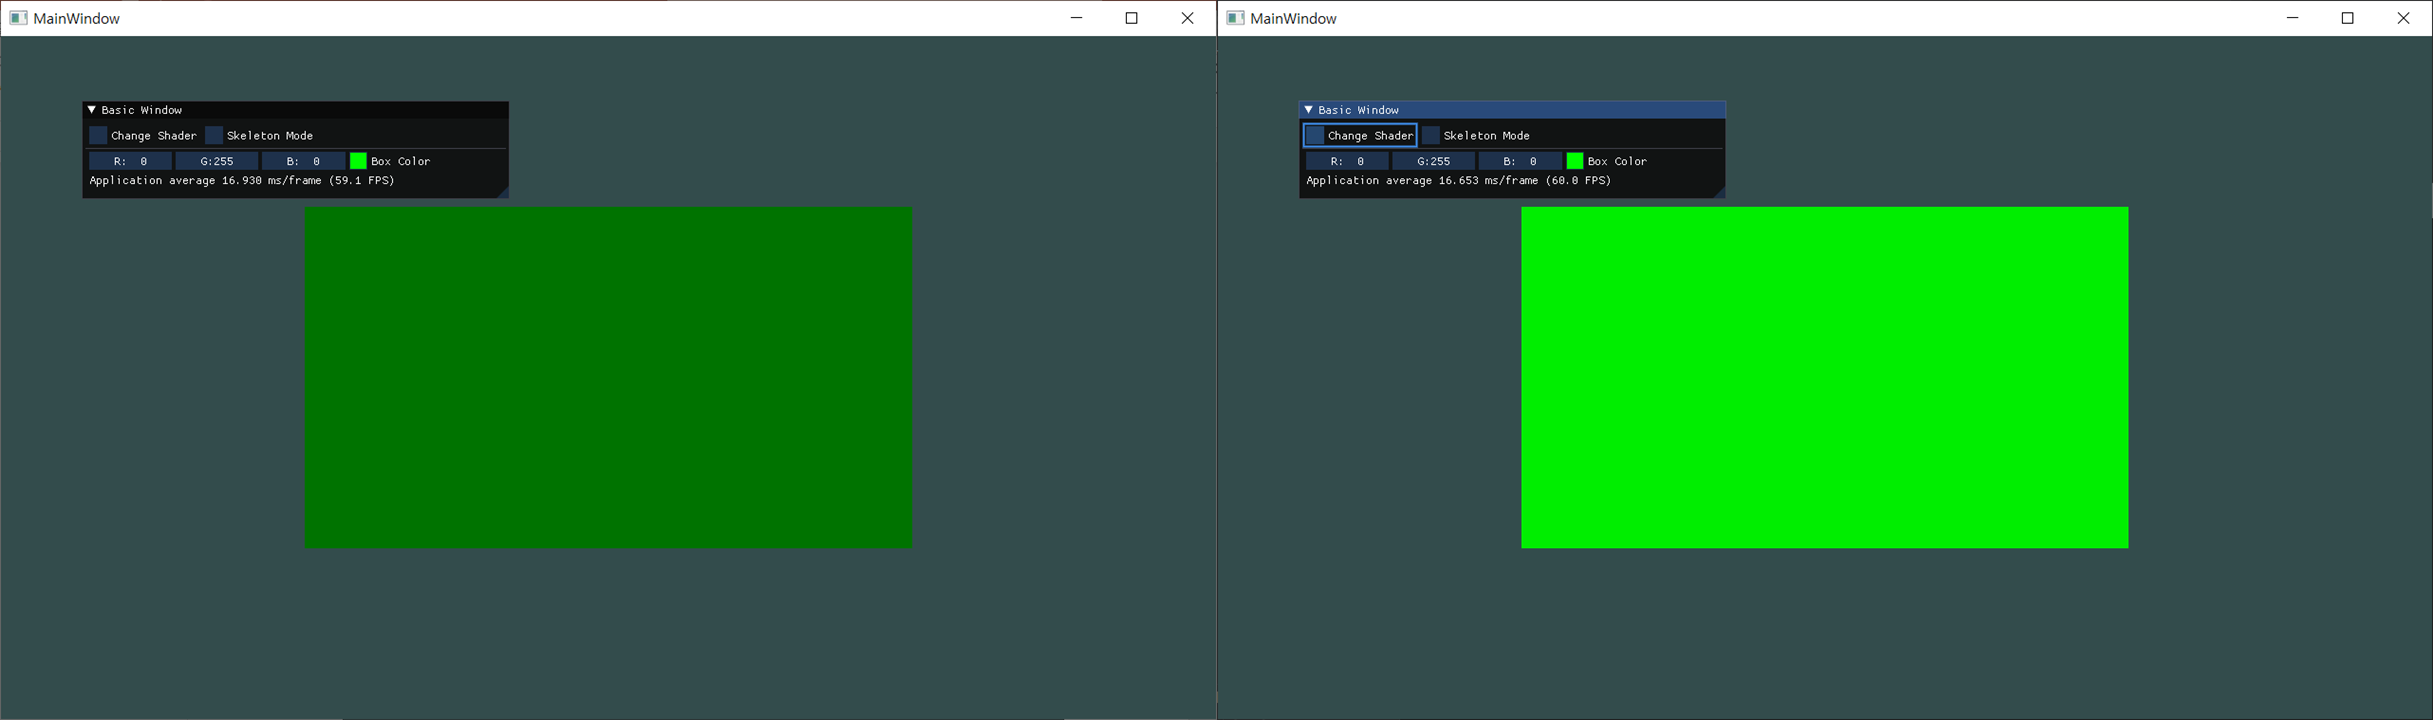 MainWindow
Basic Window
Change Shader Skeleton Mode
R: 0 G:255 B: 0 Box Color
Application average 16.930 ms/frame (59.1 FPS)
MainWindow
Basic Window
Change Shader Skeleton Mode
R: 0 G:255 B: 0 Box Color
Application average 16.653 ms/frame (60.0 FPS)